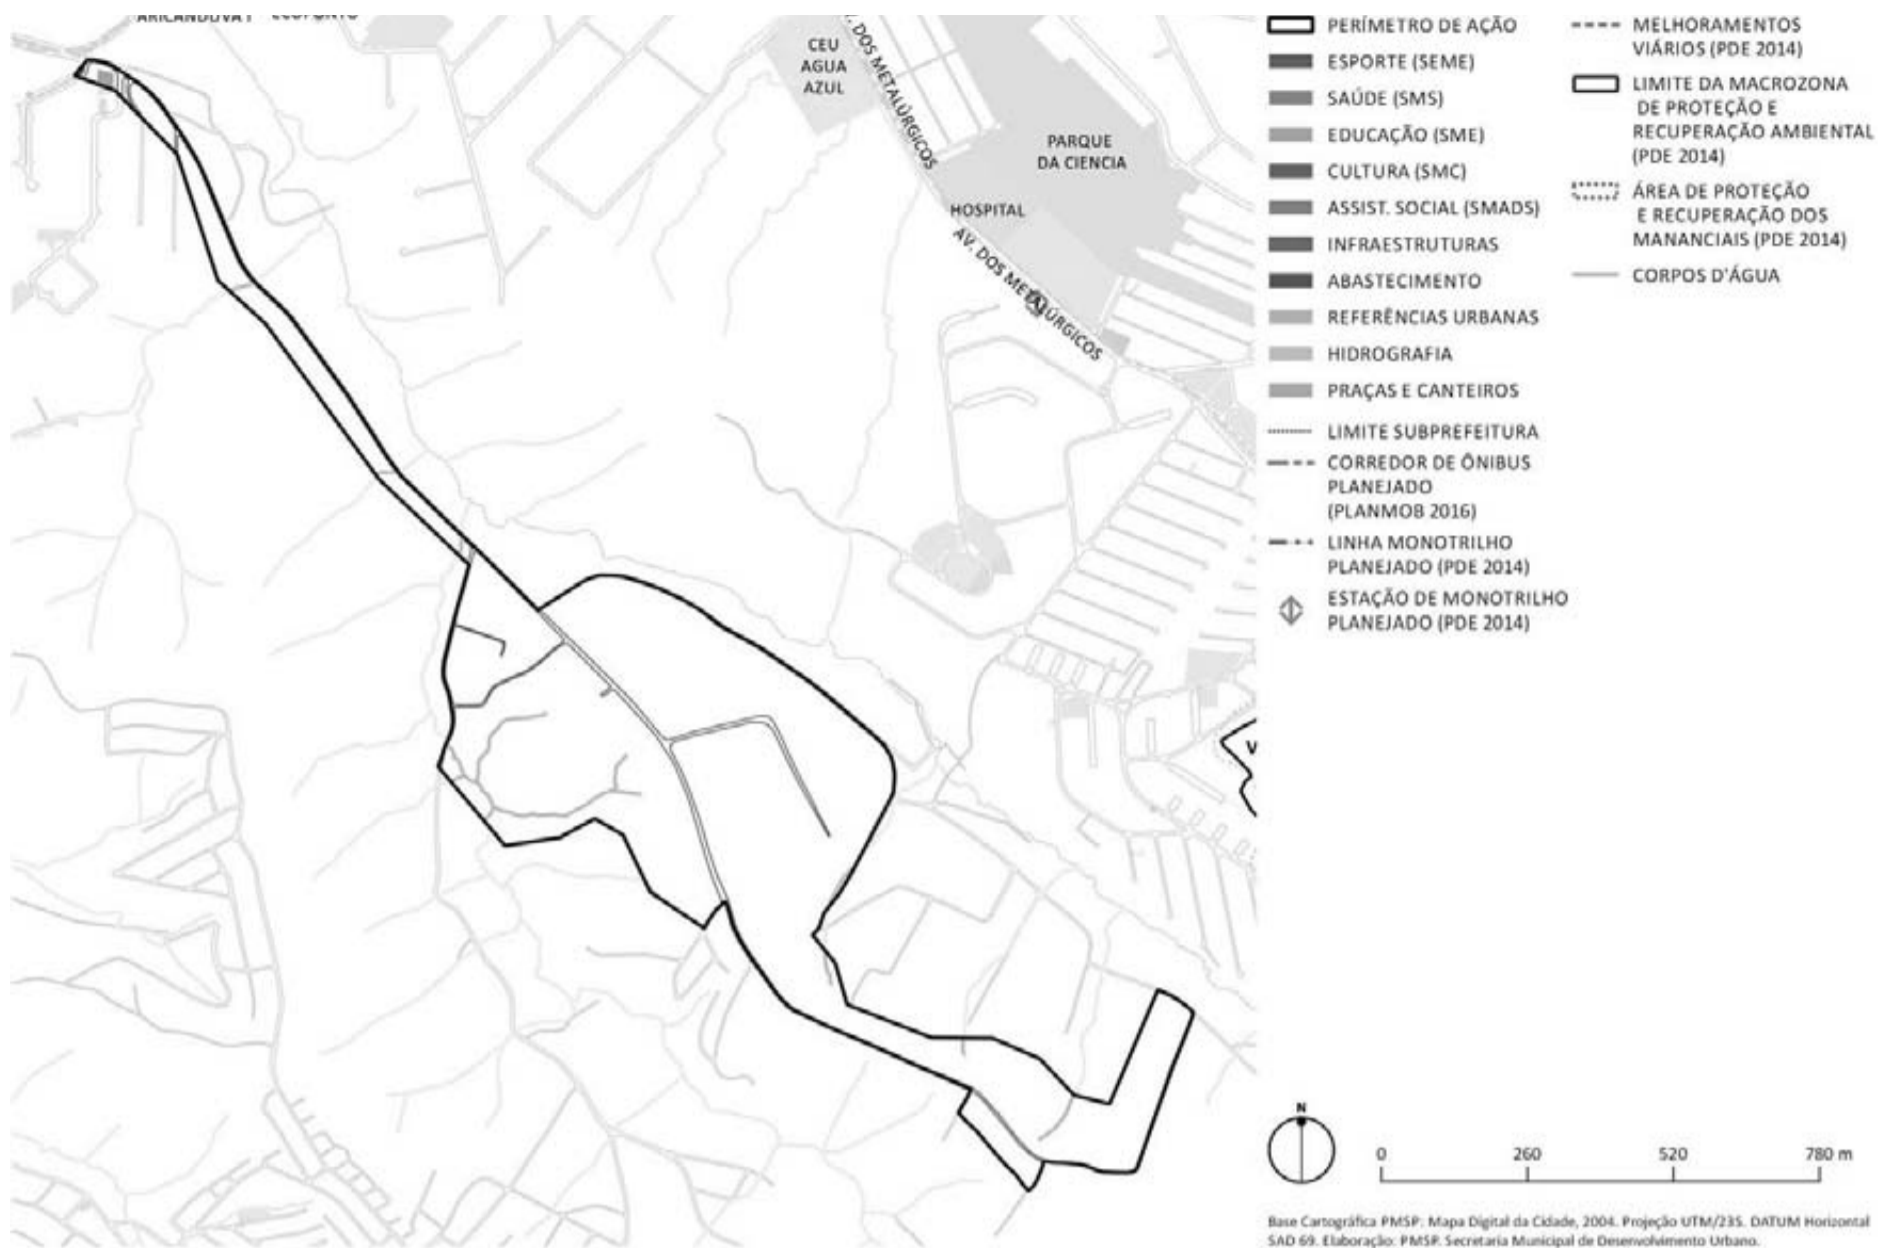 ARICANDUVA I ECOPONTO
CEU
AGUA
AZUL
AV. DOS METALÚRGICOS
PARQUE
DA CIENCIA
HOSPITAL
AV. DOS METALÚRGICOS
V
PERÍMETRO DE AÇÃO
ESPORTE (SEME)
SAÚDE (SMS)
EDUCAÇÃO (SME)
CULTURA (SMC)
ASSIST. SOCIAL (SMADS)
INFRAESTRUTURAS
ABASTECIMENTO
REFERÊNCIAS URBANAS
HIDROGRAFIA
PRAÇAS E CANTEIROS
LIMITE SUBPREFEITURA
CORREDOR DE ÔNIBUS
PLANEJADO
(PLANMOB 2016)
LINHA MONOTRILHO
PLANEJADO (PDE 2014)
ESTAÇÃO DE MONOTRILHO
PLANEJADO (PDE 2014)
MELHORAMENTOS
VIÁRIOS (PDE 2014)
LIMITE DA MACROZONA
DE PROTEÇÃO E
RECUPERAÇÃO AMBIENTAL
(PDE 2014)
ÁREA DE PROTEÇÃO
E RECUPERAÇÃO DOS
MANANCIAIS (PDE 2014)
CORPOS D'ÁGUA
N
0 260 520 780 m
Base Cartográfica PMSP: Mapa Digital da Cidade, 2004. Projeção UTM/23S. DATUM Horizontal
SAD 69. Elaboração: PMSP. Secretaria Municipal de Desenvolvimento Urbano.